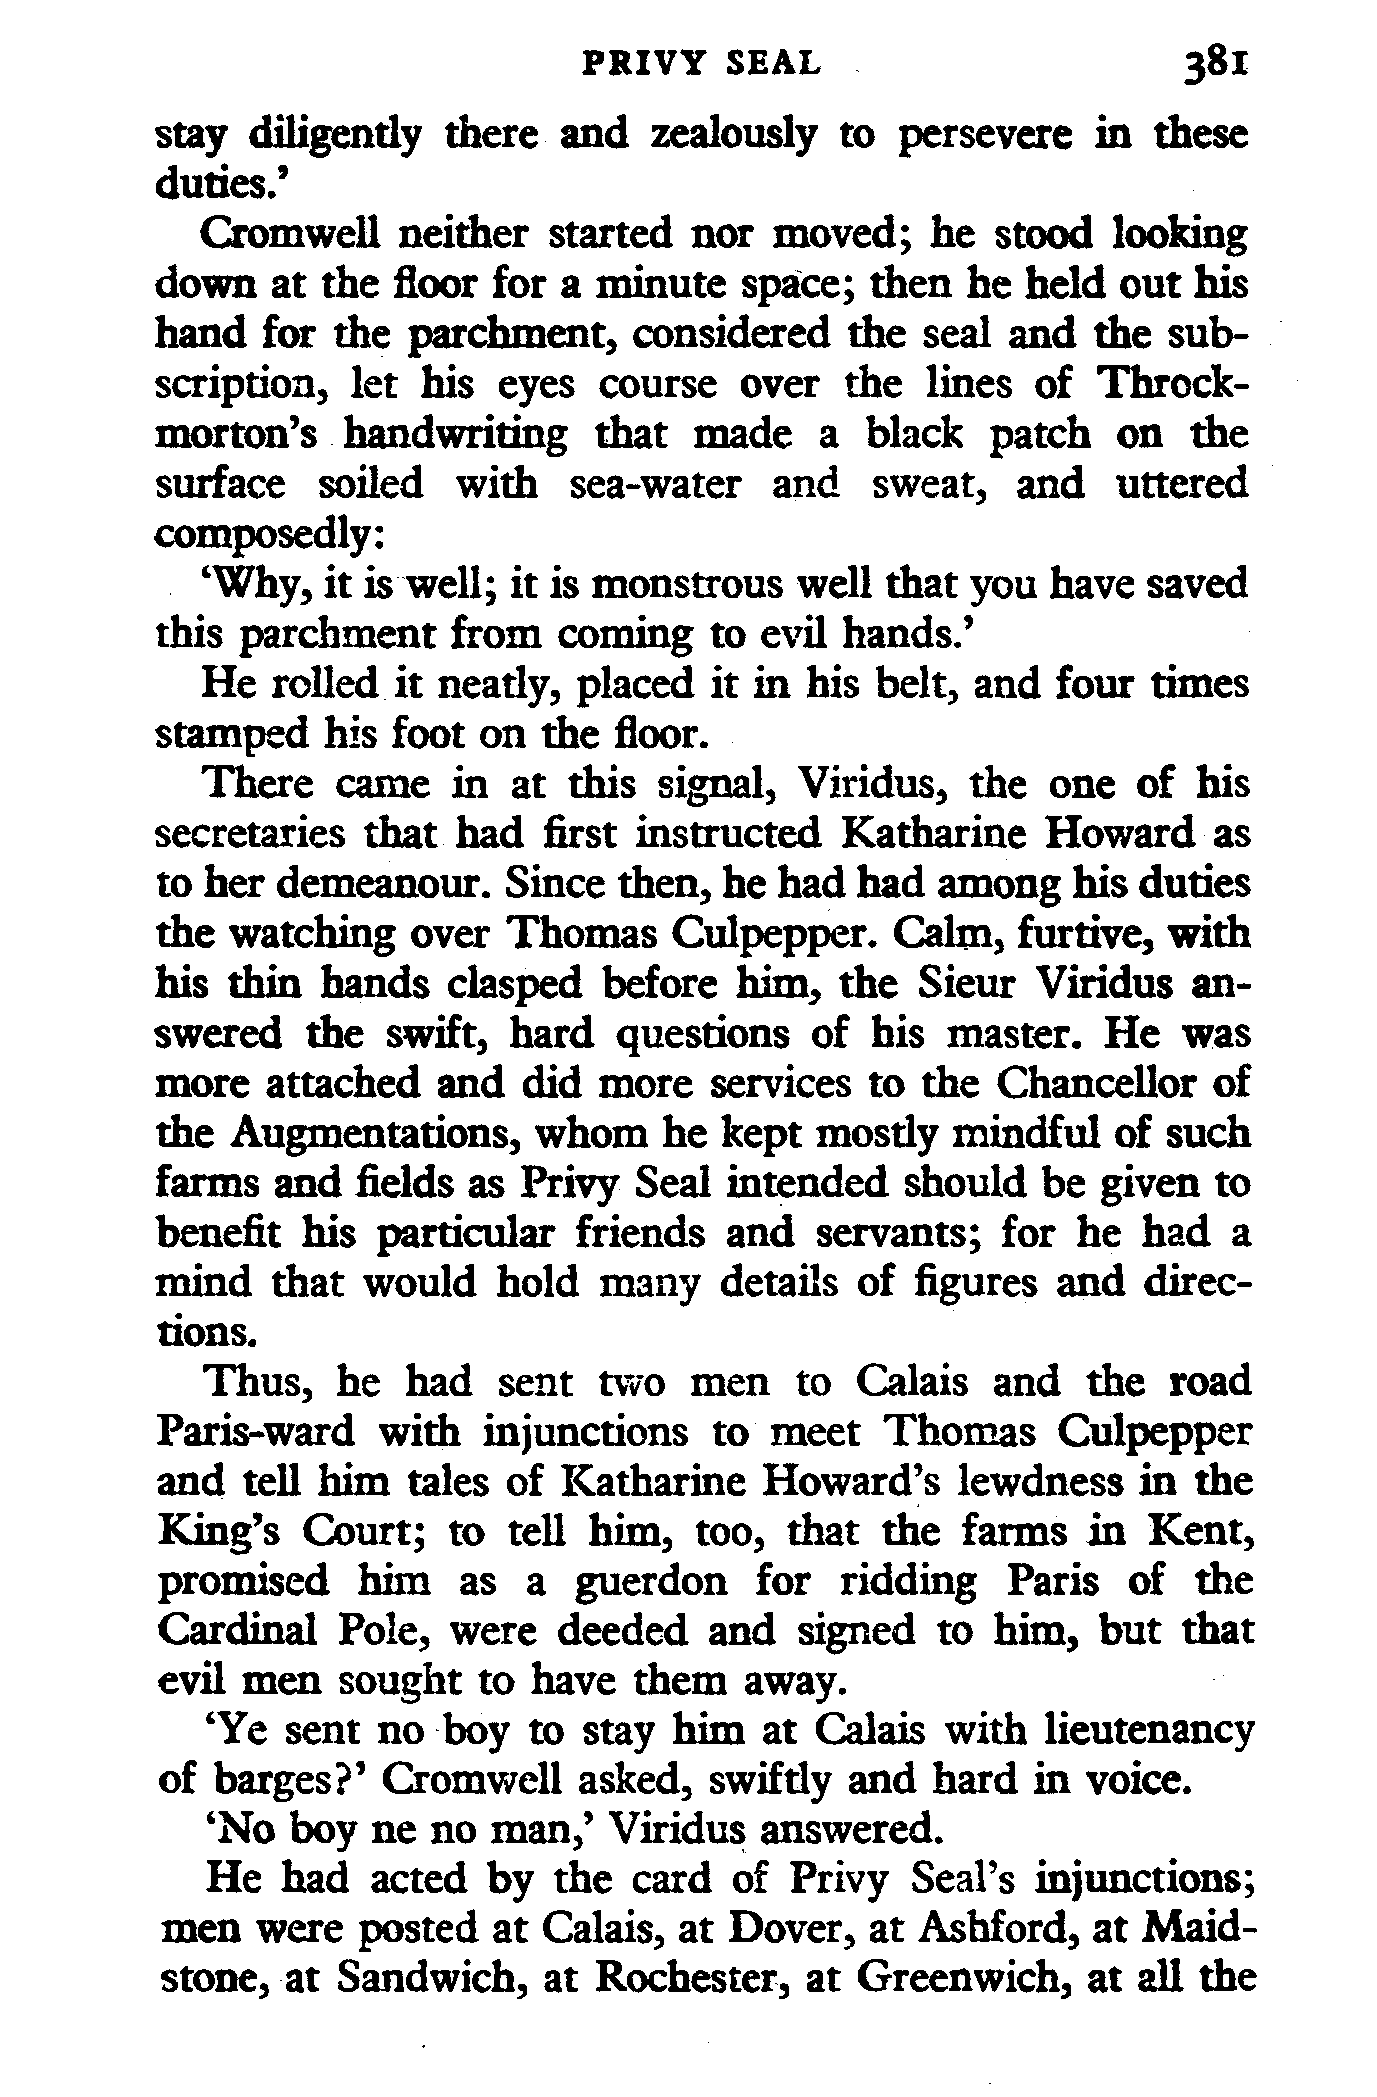 PRIVY SEAL 381
stay diligently there and zealously to persevere in these
duties.’
Cromwell neither started nor moved; he stood looking
down at the floor for a minute space; then he held out his
hand for the parchment, considered the seal and the sub-
scription, let his eyes course over the lines of Throck-
morton’s handwriting that made a black patch on the
surface soiled with sea-water and sweat, and uttered
composedly:
‘Why, it is well; it is monstrous well that you have saved
this parchment from coming to evil hands.’
He rolled it neatly, placed it in his belt, and four times
stamped his foot on the floor.
There came in at this signal, Viridus, the one of his
secretaries that had first instructed Katharine Howard as
to her demeanour. Since then, he had had among his duties
the watching over Thomas Culpepper. Calm, furtive, with
his thin hands clasped before him, the Sieur Viridus an-
swered the swift, hard questions of his master. He was
more attached and did more services to the Chancellor of
the Augmentations, whom he kept mostly mindful of such
farms and fields as Privy Seal intended should be given to
benefit his particular friends and servants; for he had a
mind that would hold many details of figures and direc-
tions.
Thus, he had sent two men to Calais and the road
Paris-ward with injunctions to meet Thomas Culpepper
and tell him tales of Katharine Howard’s lewdness in the
King’s Court; to tell him, too, that the farms in Kent,
promised him as a guerdon for ridding Paris of the
Cardinal Pole, were deeded and signed to him, but that
evil men sought to have them away.
‘Ye sent no boy to stay him at Calais with lieutenancy
of barges?’ Cromwell asked, swiftly and hard in voice.
‘No boy ne no man,’ Viridus answered.
He had acted by the card of Privy Seal’s injunctions;
men were posted at Calais, at Dover, at Ashford, at Maid-
stone, at Sandwich, at Rochester, at Greenwich, at all the